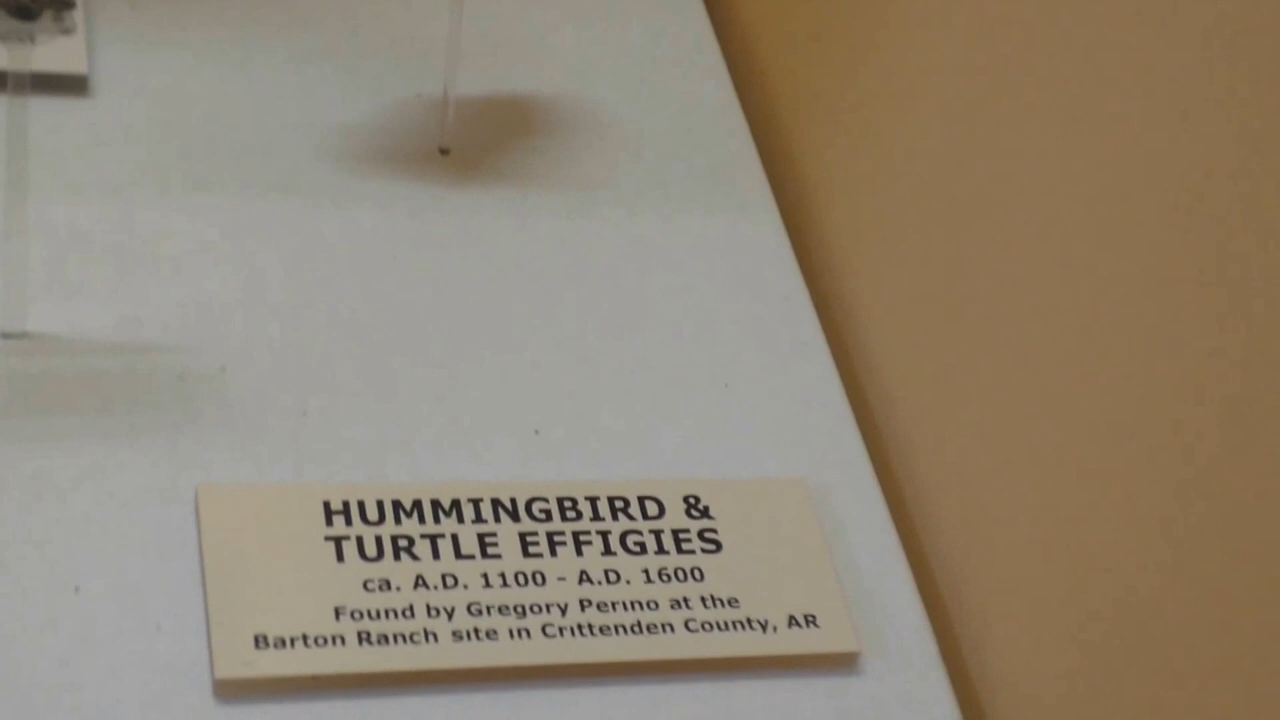 HUMMINGBIRD &
TURTLE EFFIGIES
ca. A.D. 1100 - A.D. 1600
Found by Gregory Perino at the
Barton Ranch site in Crittenden County, AR